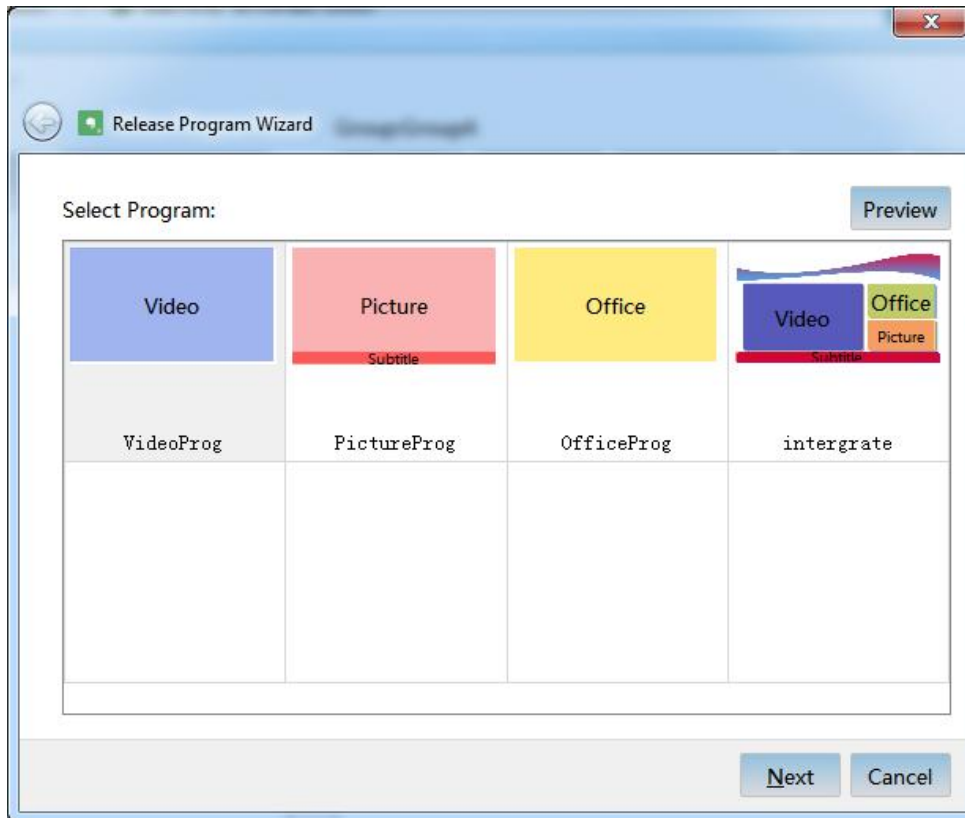 Release Program Wizard
Select Program:
Preview
Video
Picture
Subtitle
Office
Video
Office
Picture
Subtitle
VideoProg
PictureProg
OfficeProg
intergrate
Next
Cancel